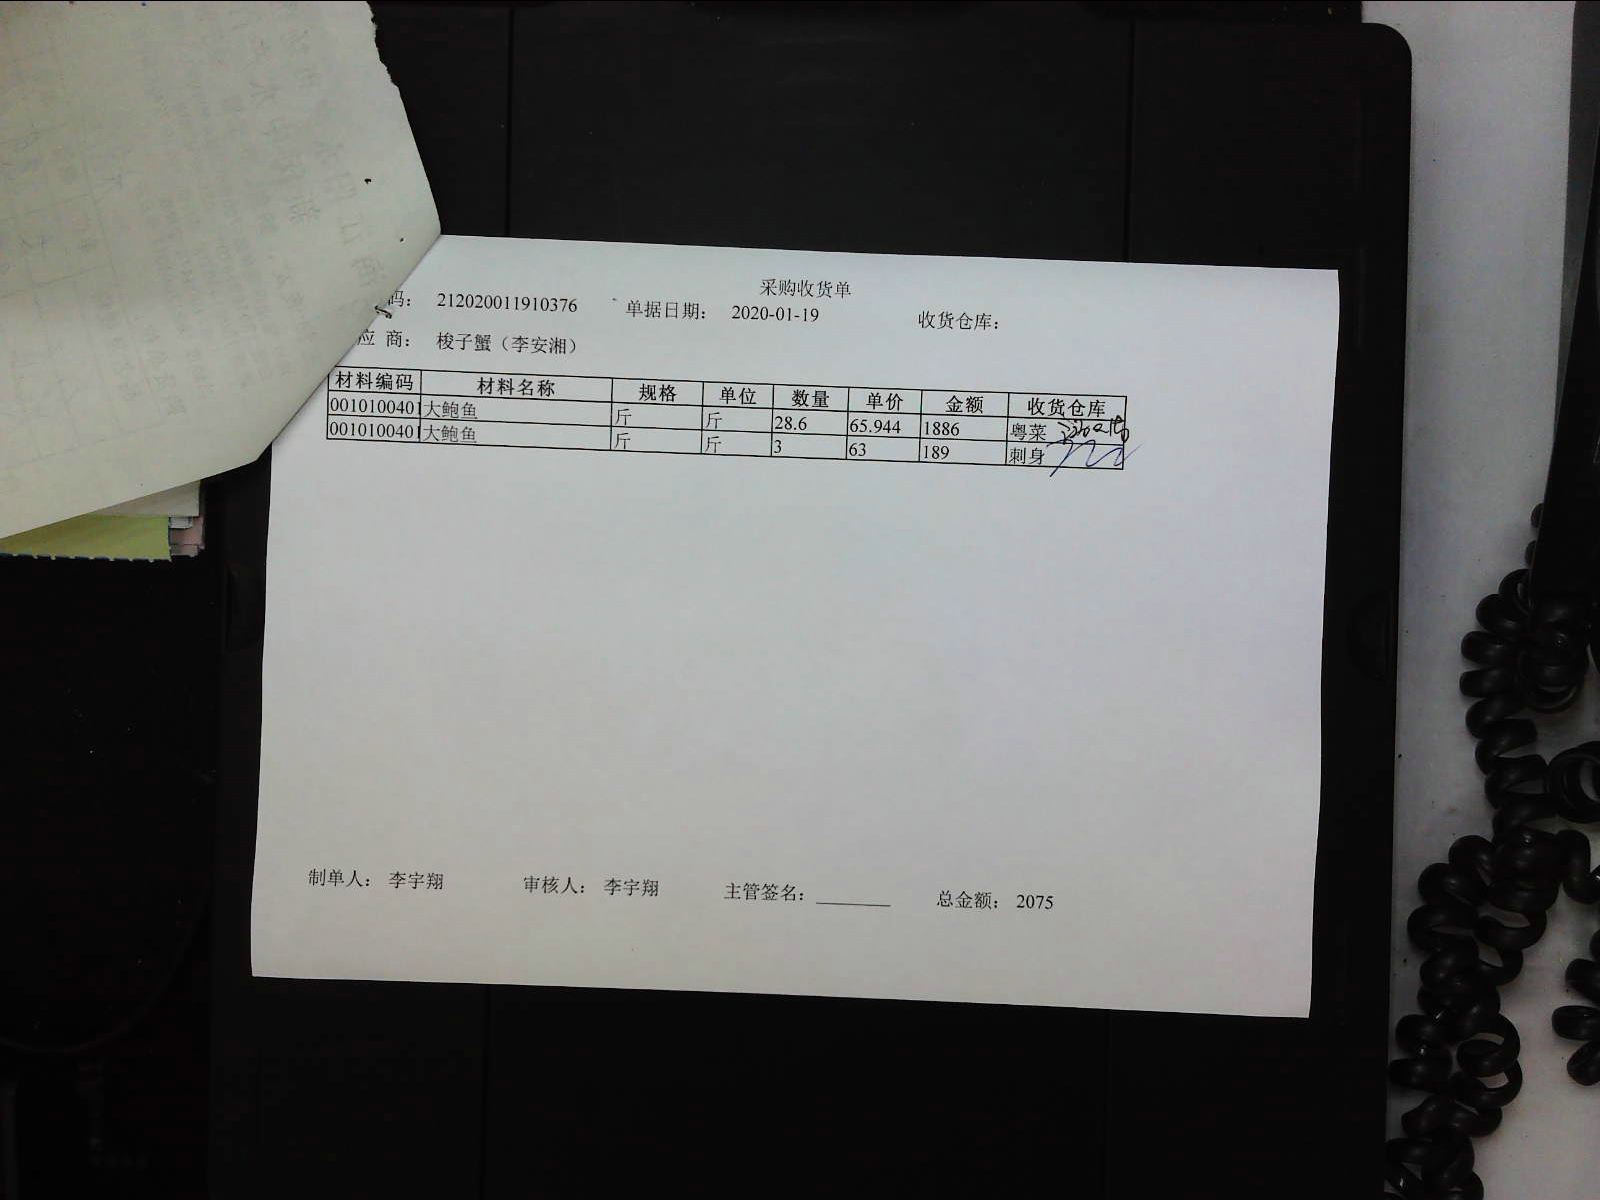 采购收货单
码： 212020011910376 单据日期： 2020-01-19 收货仓库：
应 商： 梭子蟹（李安湘）
材料编码 材料名称 规格 单位 数量 单价 金额 收货仓库
0010100401 大鲍鱼 斤 斤 28.6 65.944 1886 粤菜
0010100401 大鲍鱼 斤 斤 3 63 189 刺身
制单人： 李宇翔 审核人： 李宇翔 主管签名： 总金额： 2075